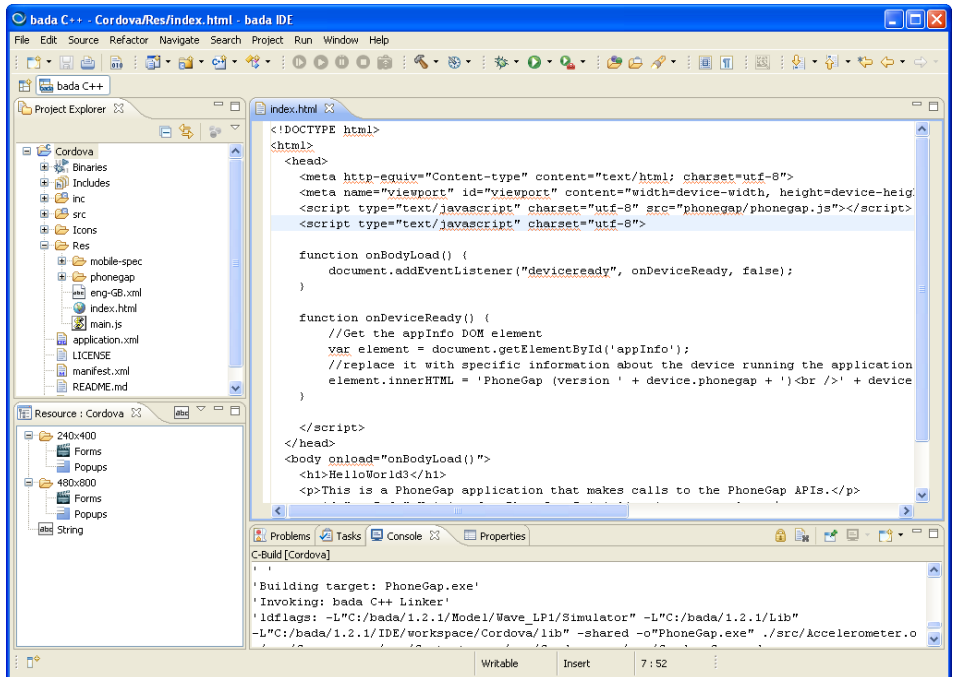 bada C++ - Cordova/Res/index.html - bada IDE
File Edit Source Refactor Navigate Search Project Run Window Help
bada C++
Project Explorer
Cordova
Binaries
Includes
inc
src
Icons
Res
mobile-spec
phonegap
eng-GB.xml
index.html
main.js
application.xml
LICENSE
manifest.xml
README.md
Resource : Cordova
240x400
Forms
Popups
480x800
Forms
Popups
String
index.html
<!DOCTYPE html>
<html>
<head>
<meta http-equiv="Content-type" content="text/html; charset=utf-8">
<meta name="viewport" id="viewport" content="width=device-width, height=device-heig
<script type="text/javascript" charset="utf-8" src="phonegap/phonegap.js"></script>
<script type="text/javascript" charset="utf-8">
function onBodyLoad() {
document.addEventListener("deviceready", onDeviceReady, false);
}
function onDeviceReady() {
//Get the appInfo DOM element
var element = document.getElementById('appInfo');
//replace it with specific information about the device running the application
element.innerHTML = 'PhoneGap (version ' + device.phonegap + ')<br />' + device
}
</script>
</head>
<body onload="onBodyLoad()">
<h1>HelloWorld3</h1>
<p>This is a PhoneGap application that makes calls to the PhoneGap APIs.</p>
Problems Tasks Console Properties
C-Build [Cordova]
' '
'Building target: PhoneGap.exe'
'Invoking: bada C++ Linker'
'ldflags: -L"C:/bada/1.2.1/Model/Wave_LP1/Simulator" -L"C:/bada/1.2.1/Lib"
-L"C:/bada/1.2.1/IDE/workspace/Cordova/lib" -shared -o"PhoneGap.exe" ./src/Accelerometer.o
Writable Insert 7 : 52